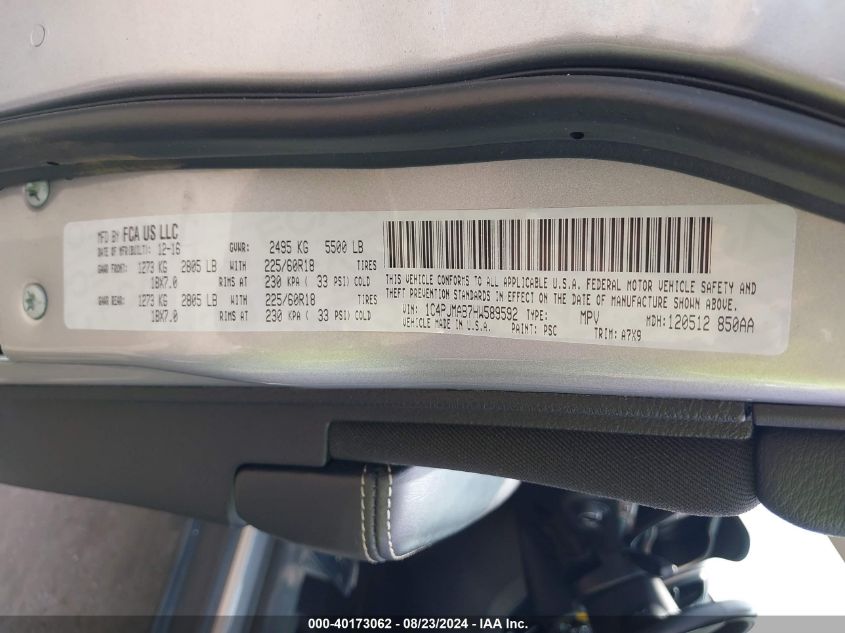 MFD BY FCA US LLC
DATE OF MFR(BUILT): 12-16 GVWR: 2495 KG 5500 LB
GAWR FRONT: 1273 KG 2805 LB WITH 225/60R18 TIRES
18X7.0 RIMS AT 230 KPA ( 33 PSI) COLD
GAWR REAR: 1273 KG 2805 LB WITH 225/60R18 TIRES
18X7.0 RIMS AT 230 KPA ( 33 PSI) COLD
THIS VEHICLE CONFORMS TO ALL APPLICABLE U.S.A. FEDERAL MOTOR VEHICLE SAFETY AND
THEFT PREVENTION STANDARDS IN EFFECT ON THE DATE OF MANUFACTURE SHOWN ABOVE.
VIN: 1C4PJMAB7HW589592 TYPE: MPV MDH: 120512 850AA
MADE IN U.S.A. PAINT: PSC TRIM: A7X9
000-40173062 - 08/23/2024 - IAA Inc.